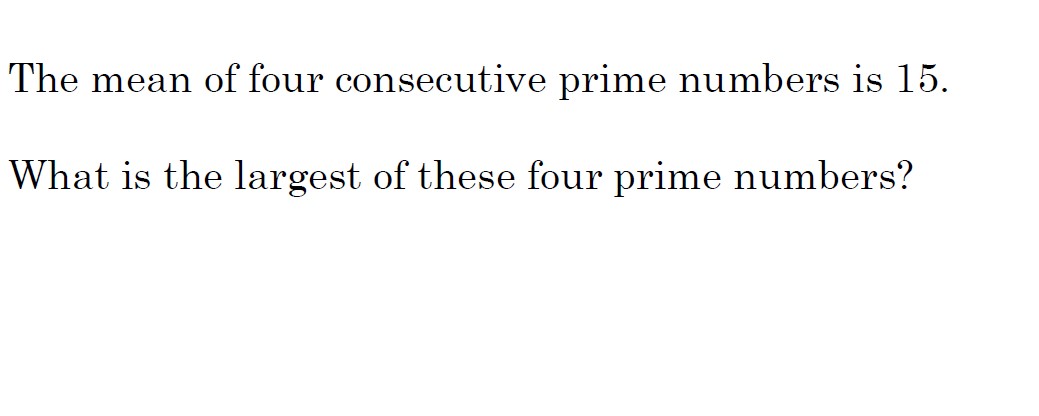 The mean of four consecutive prime numbers is 15.
What is the largest of these four prime numbers?